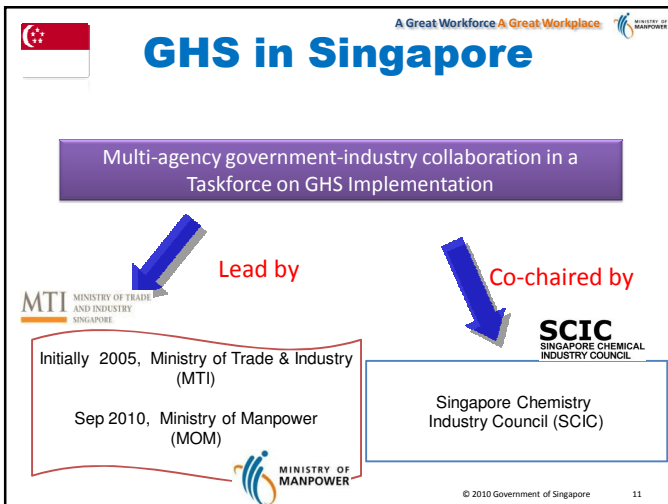 A Great Workforce A Great Workplace
MINISTRY OF
MANPOWER
GHS in Singapore
Multi-agency government-industry collaboration in a
Taskforce on GHS Implementation
Lead by
Co-chaired by
MTI
MINISTRY OF TRADE
AND INDUSTRY
SINGAPORE
SCIC
SINGAPORE CHEMICAL
INDUSTRY COUNCIL
Initially 2005, Ministry of Trade & Industry
(MTI)
Sep 2010, Ministry of Manpower
(MOM)
Singapore Chemistry
Industry Council (SCIC)
MINISTRY OF
MANPOWER
© 2010 Government of Singapore
11